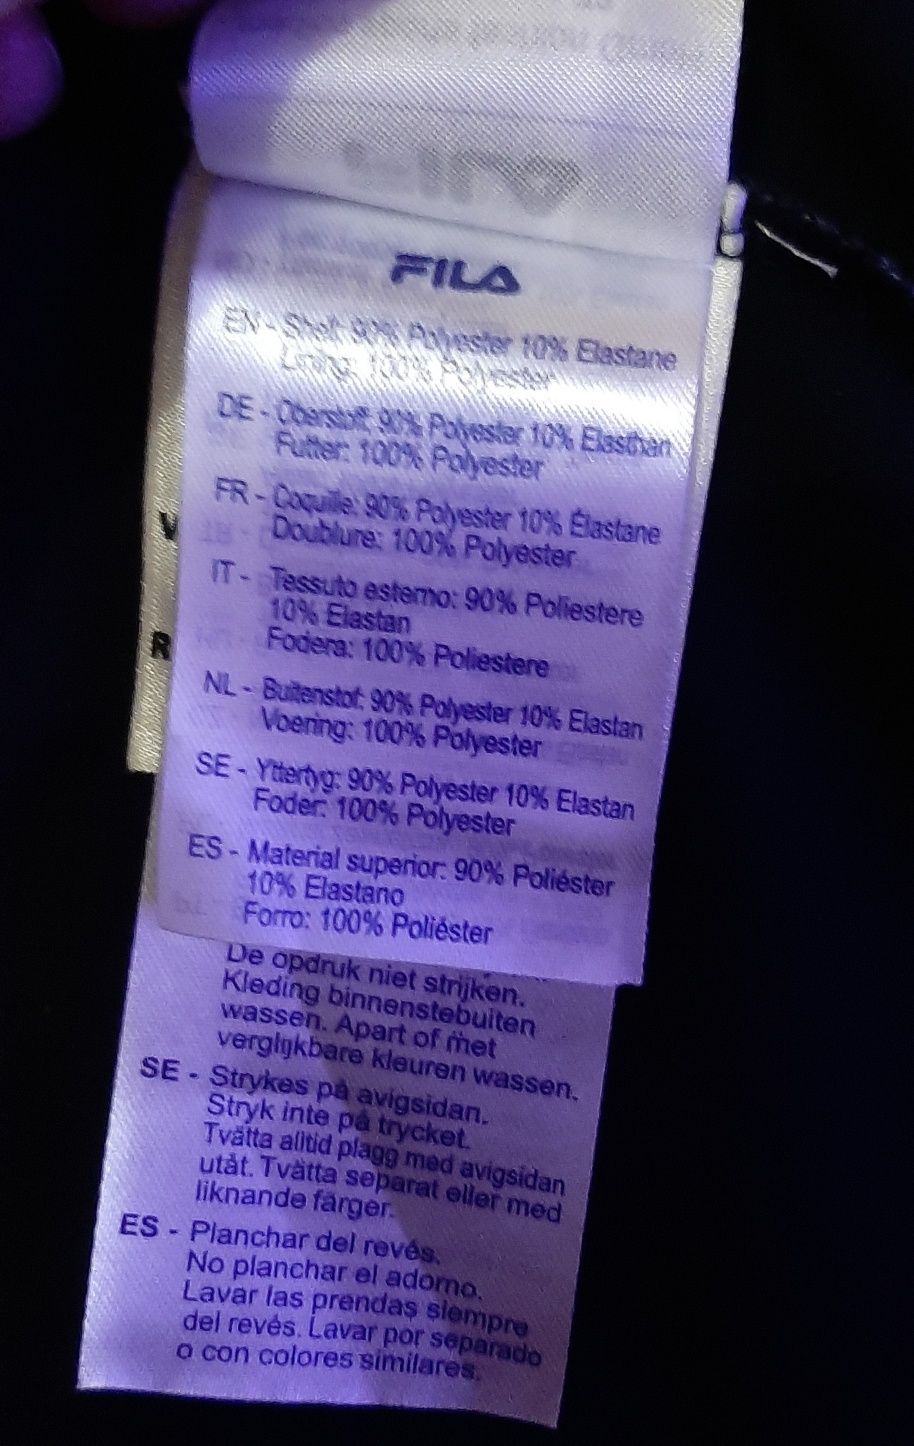 FILA
EN - Shell: 90% Polyester 10% Elastane
Lining: 100% Polyester
DE - Oberstoff: 90% Polyester 10% Elasthan
Futter: 100% Polyester
FR - Coquille: 90% Polyester 10% Élastane
Doublure: 100% Polyester
IT - Tessuto esterno: 90% Poliestere
10% Elastan
Fodera: 100% Poliestere
NL - Buitenstof: 90% Polyester 10% Elastan
Voering: 100% Polyester
SE - Yttertyg: 90% Polyester 10% Elastan
Foder: 100% Polyester
ES - Material superior: 90% Poliéster
10% Elastano
Forro: 100% Poliéster
V
R
De opdruk niet strijken.
Kleding binnenstebuiten
wassen. Apart of met
verglijkbare kleuren wassen.
SE - Strykes på avigsidan.
Stryk inte på trycket.
Tvätta alltid plagg med avigsidan
utåt. Tvätta separat eller med
liknande färger.
ES - Planchar del revés.
No planchar el adorno.
Lavar las prendas siempre
del revés. Lavar por separado
o con colores similares.